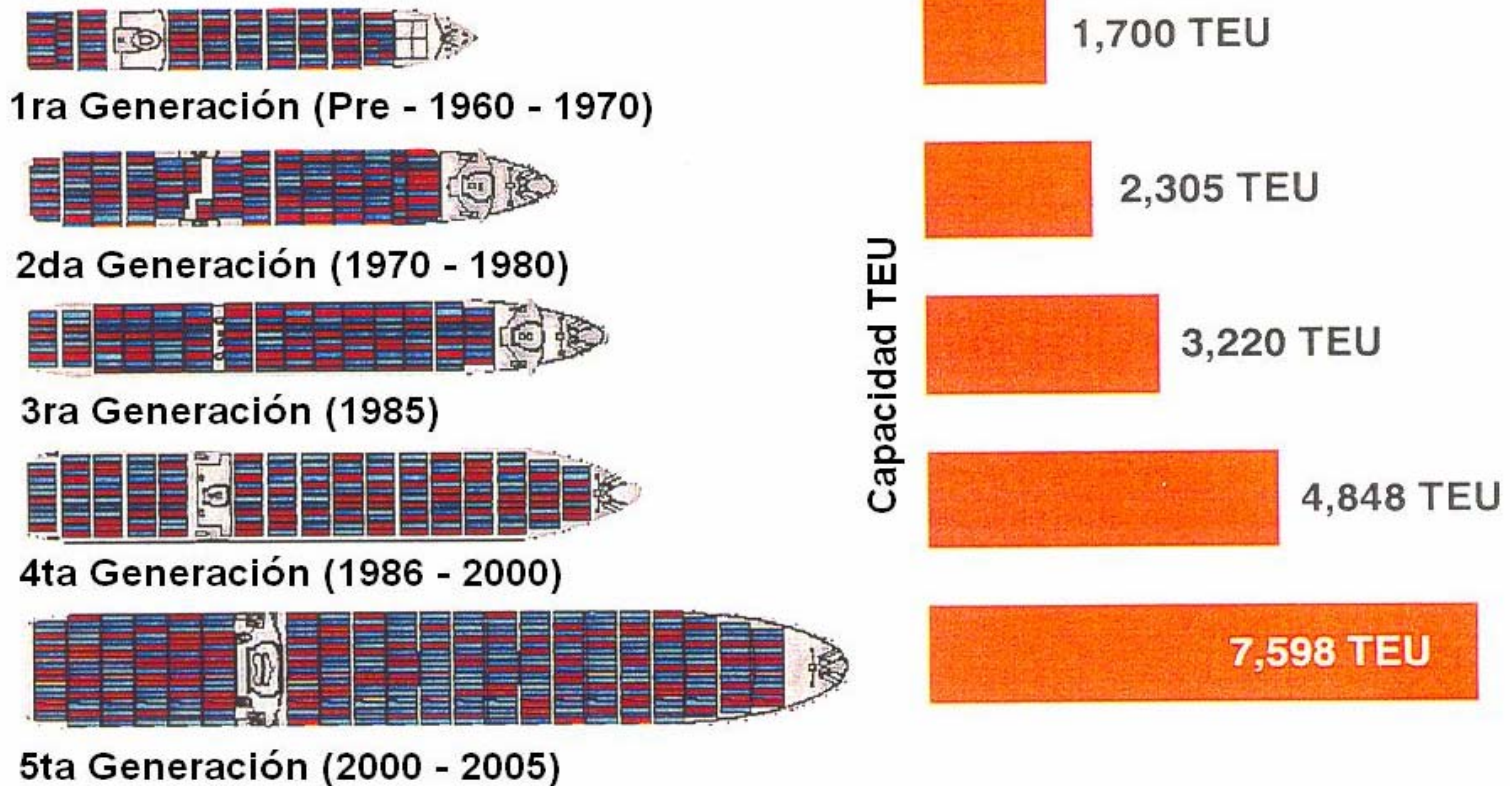 1,700 TEU
1ra Generación (Pre - 1960 - 1970)
2,305 TEU
2da Generación (1970 - 1980)
Capacidad TEU
3,220 TEU
3ra Generación (1985)
4,848 TEU
4ta Generación (1986 - 2000)
7,598 TEU
5ta Generación (2000 - 2005)